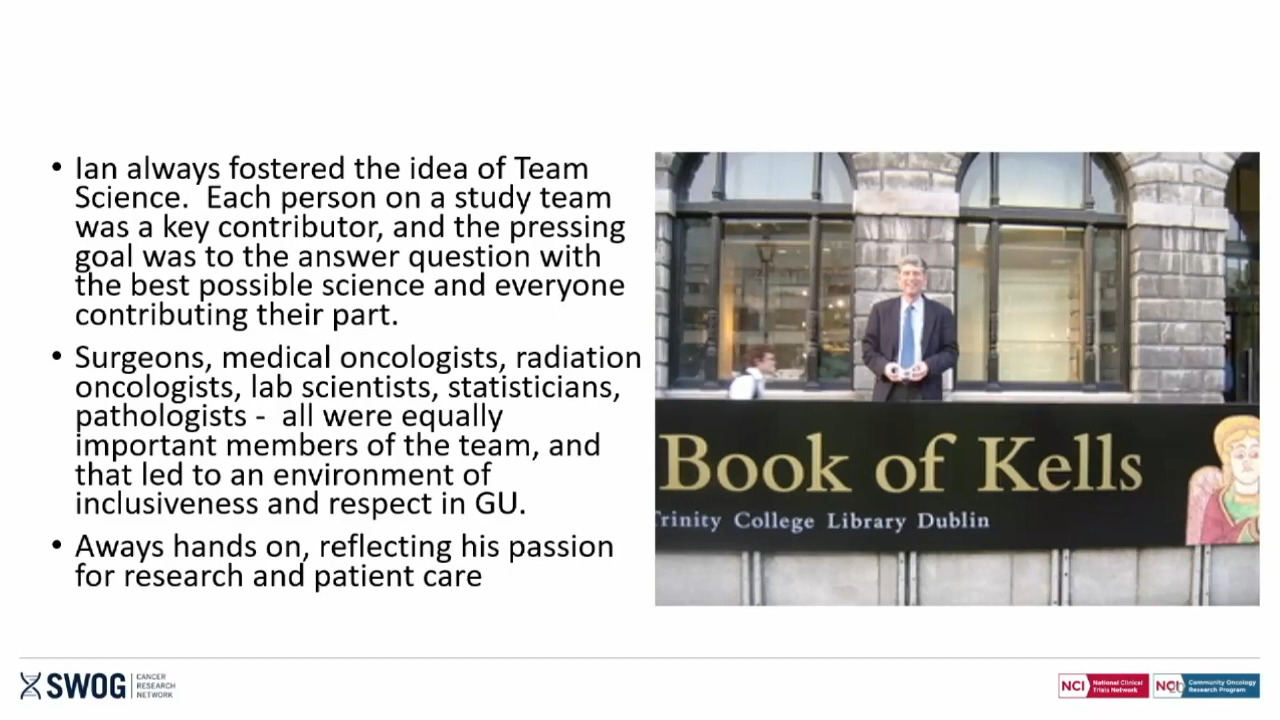 • Ian always fostered the idea of Team
Science.  Each person on a study team
was a key contributor, and the pressing
goal was to the answer question with
the best possible science and everyone
contributing their part.
• Surgeons, medical oncologists, radiation
oncologists, lab scientists, statisticians,
pathologists -  all were equally
important members of the team, and
that led to an environment of
inclusiveness and respect in GU.
• Aways hands on, reflecting his passion
for research and patient care
Book of Kells
Trinity College Library Dublin
SWOG
CANCER
RESEARCH
NETWORK
NCI
National Clinical
Trials Network
Community Oncology
Research Program